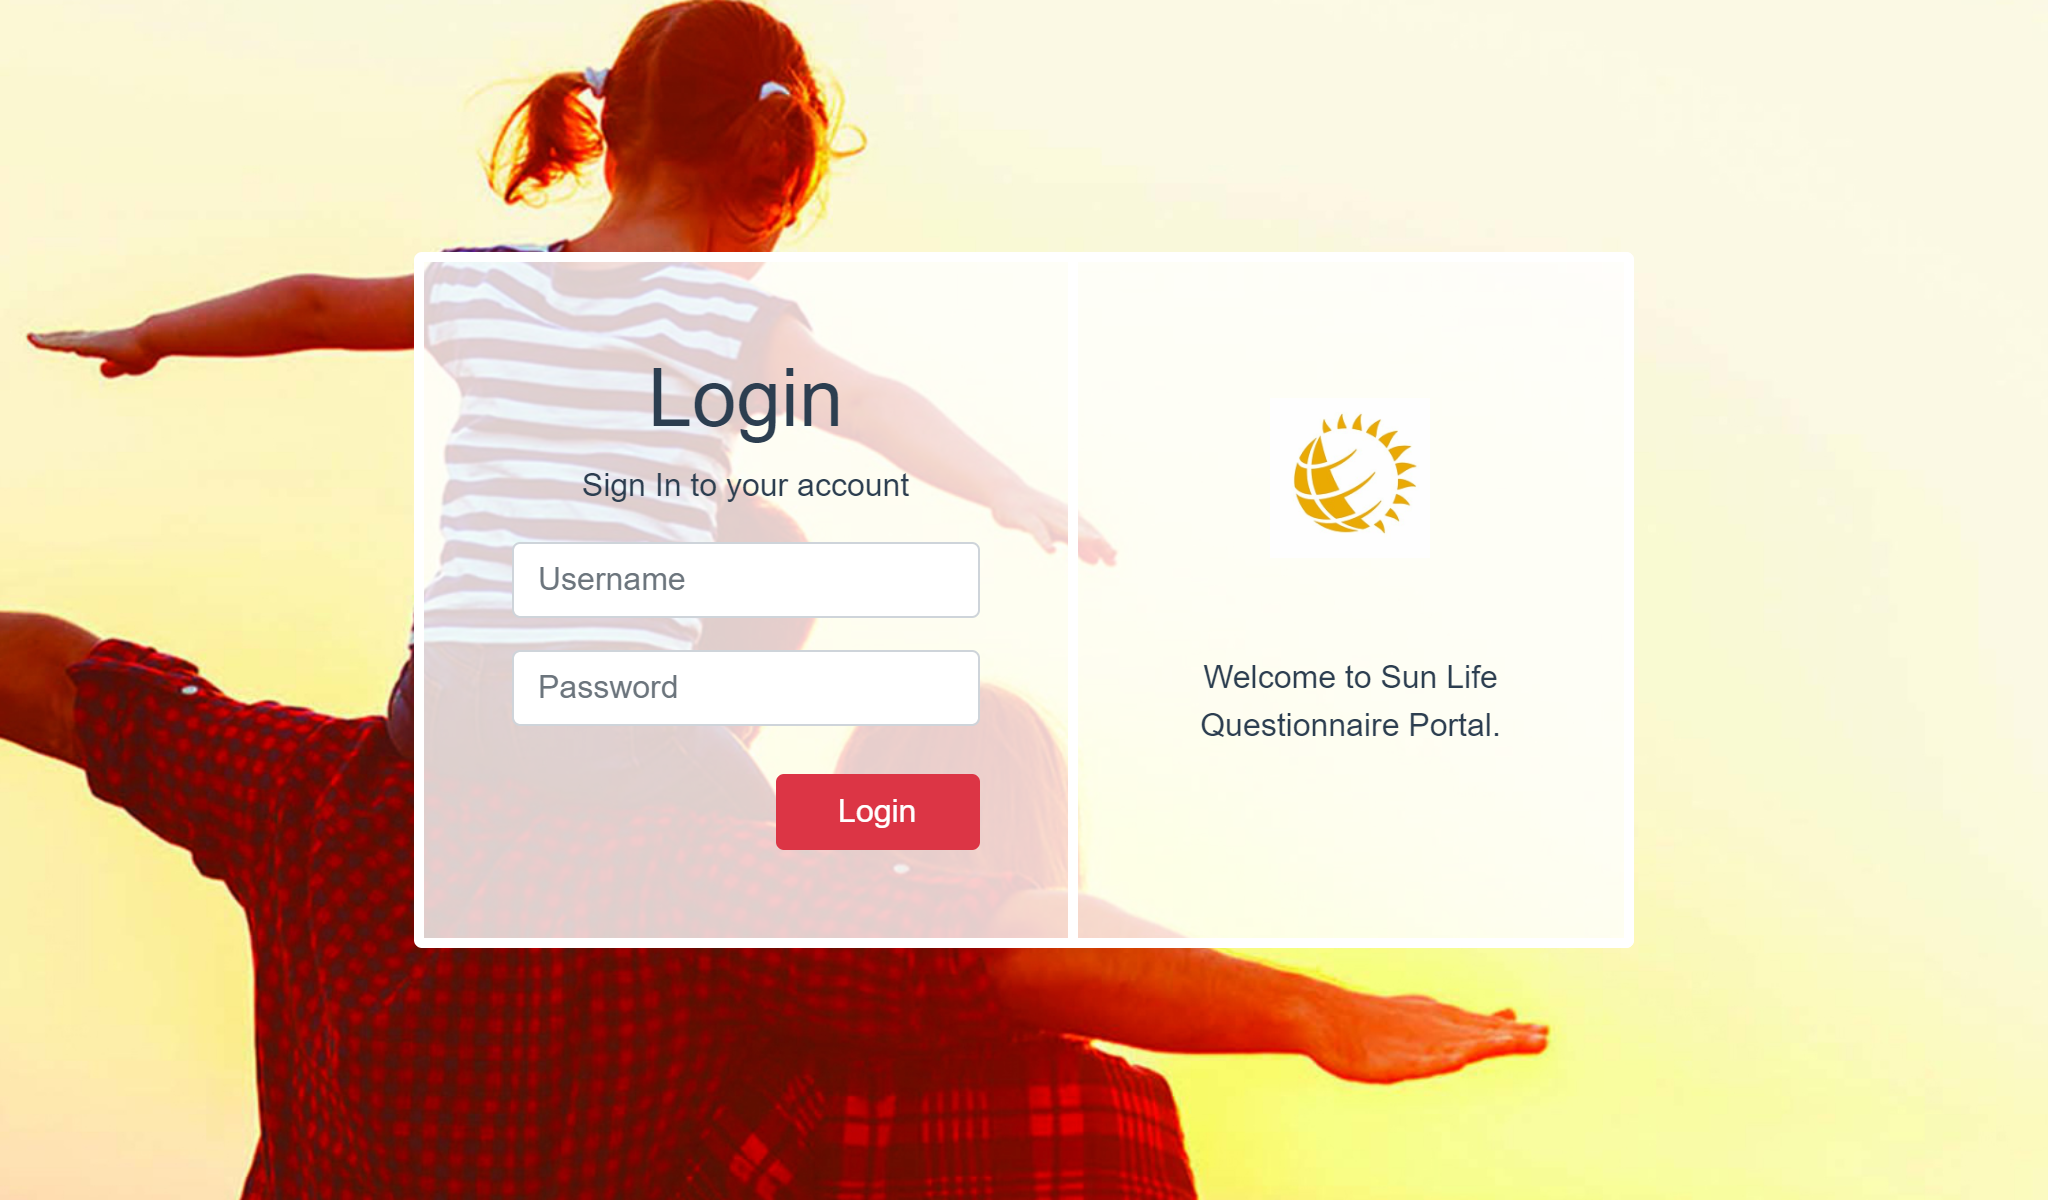 Login
Sign In to your account
Username
Password
Login
Welcome to Sun Life
Questionnaire Portal.